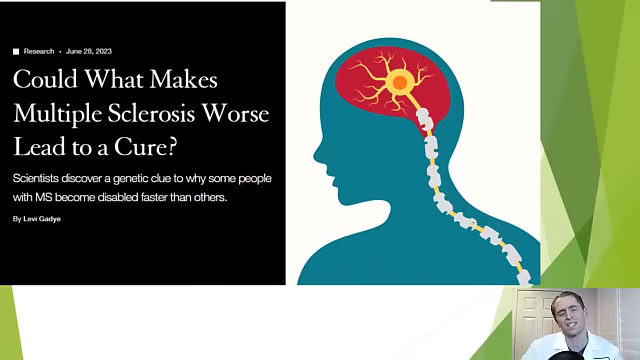 Research • June 28, 2023
Could What Makes
Multiple Sclerosis Worse
Lead to a Cure?
Scientists discover a genetic clue to why some people
with MS become disabled faster than others.
By Levi Gadye